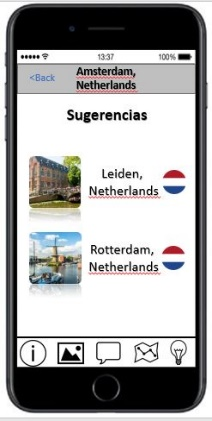 13:37
100%
<Back
Amsterdam,
Netherlands
Sugerencias
Leiden,
Netherlands
Rotterdam,
Netherlands